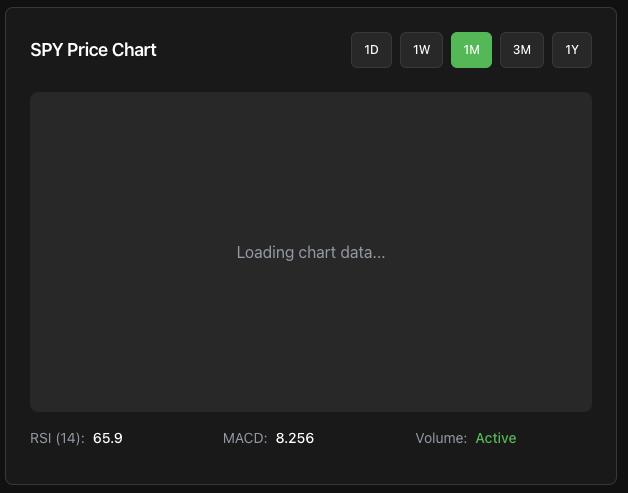 SPY Price Chart 1D 1W 1M 3M 1Y
Loading chart data...
RSI (14): 65.9 MACD: 8.256 Volume: Active